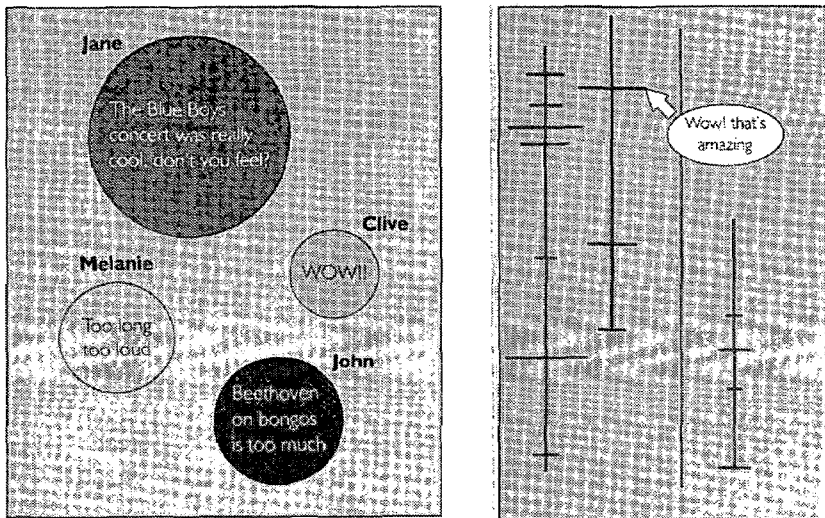 Jane
The Blue Boys
concert was really
cool, don't you feel?
Clive
WOW!!
Melanie
Too long
too loud
John
Beethoven
on bongos
is too much
Wow! that's
amazing